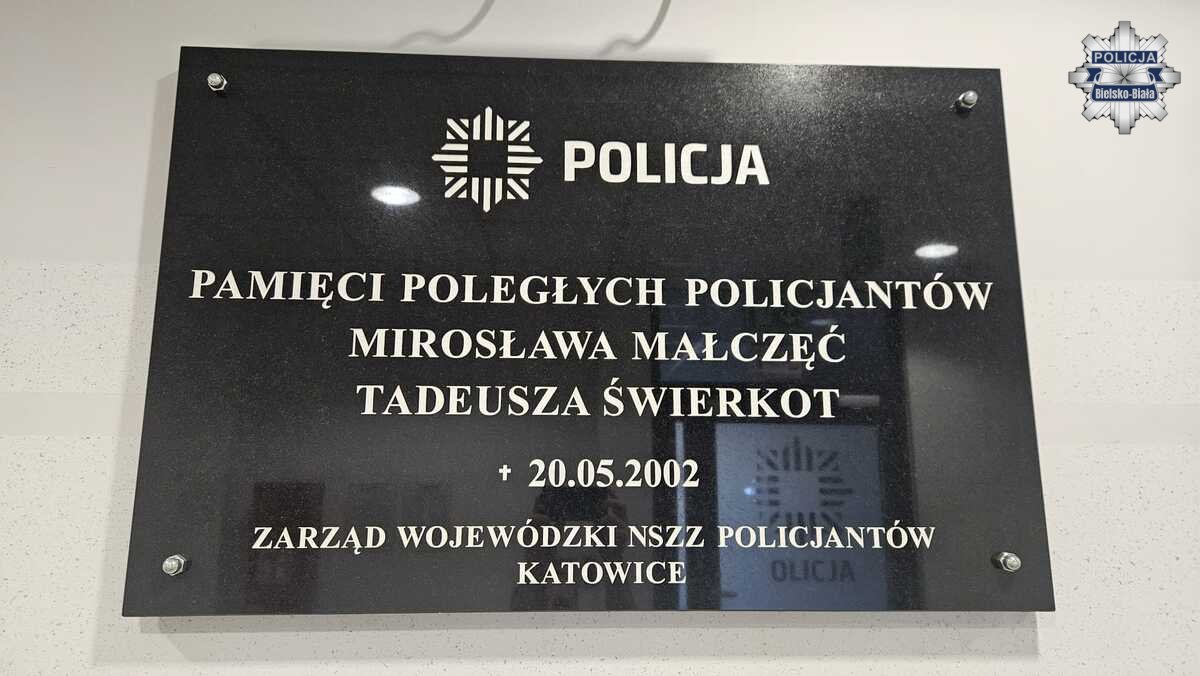 POLICJA
Bielsko-Biała
POLICJA
PAMIĘCI POLEGŁYCH POLICJANTÓW
MIROSŁAWA MAŁCZĘĆ
TADEUSZA ŚWIERKOT
✝ 20.05.2002
ZARZĄD WOJEWÓDZKI NSZZ POLICJANTÓW
KATOWICE
OLICJA